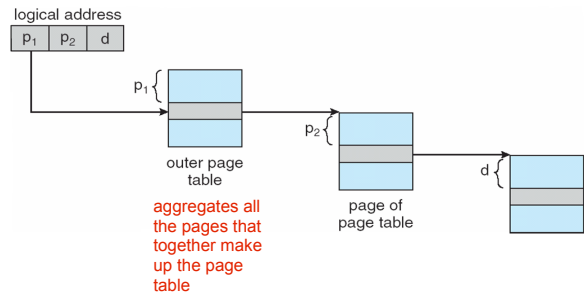 logical address
p1 p2 d
p1
outer page
table
aggregates all
the pages that
together make
up the page
table
p2
page of
page table
d